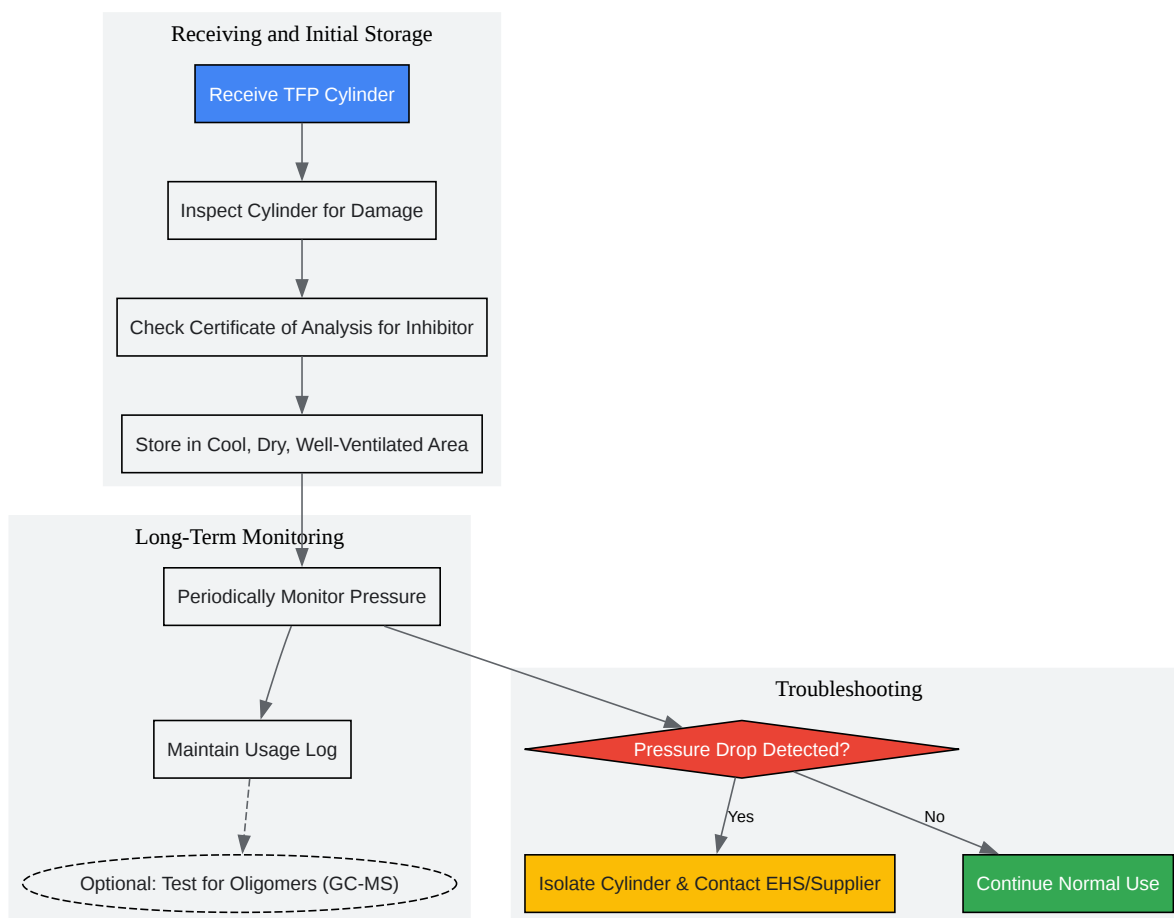 Receiving and Initial Storage
Receive TFP Cylinder
Inspect Cylinder for Damage
Check Certificate of Analysis for Inhibitor
Store in Cool, Dry, Well-Ventilated Area
Long-Term Monitoring
Periodically Monitor Pressure
Maintain Usage Log
Optional: Test for Oligomers (GC-MS)
Troubleshooting
Pressure Drop Detected?
Yes
No
Isolate Cylinder & Contact EHS/Supplier
Continue Normal Use